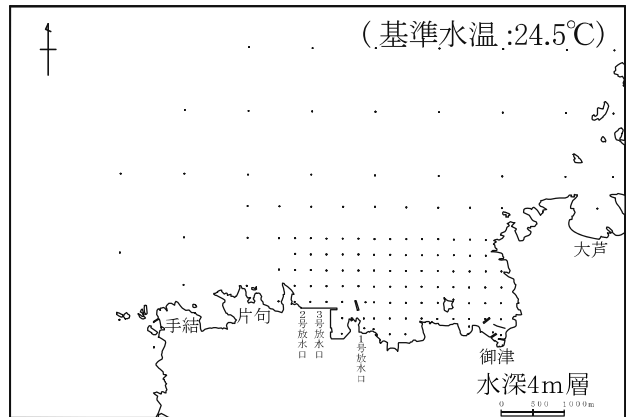 (基準水温:24.5℃)
大芦
片句
手結
2号放水口
3号放水口
1号放水口
御津
水深4m層
0 500 1000m